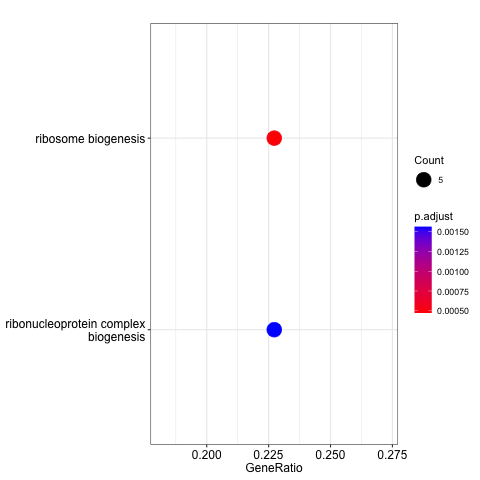 ribosome biogenesis
ribonucleoprotein complex
biogenesis
0.200 0.225 0.250 0.275
GeneRatio
Count
5
p.adjust
0.00150
0.00125
0.00100
0.00075
0.00050